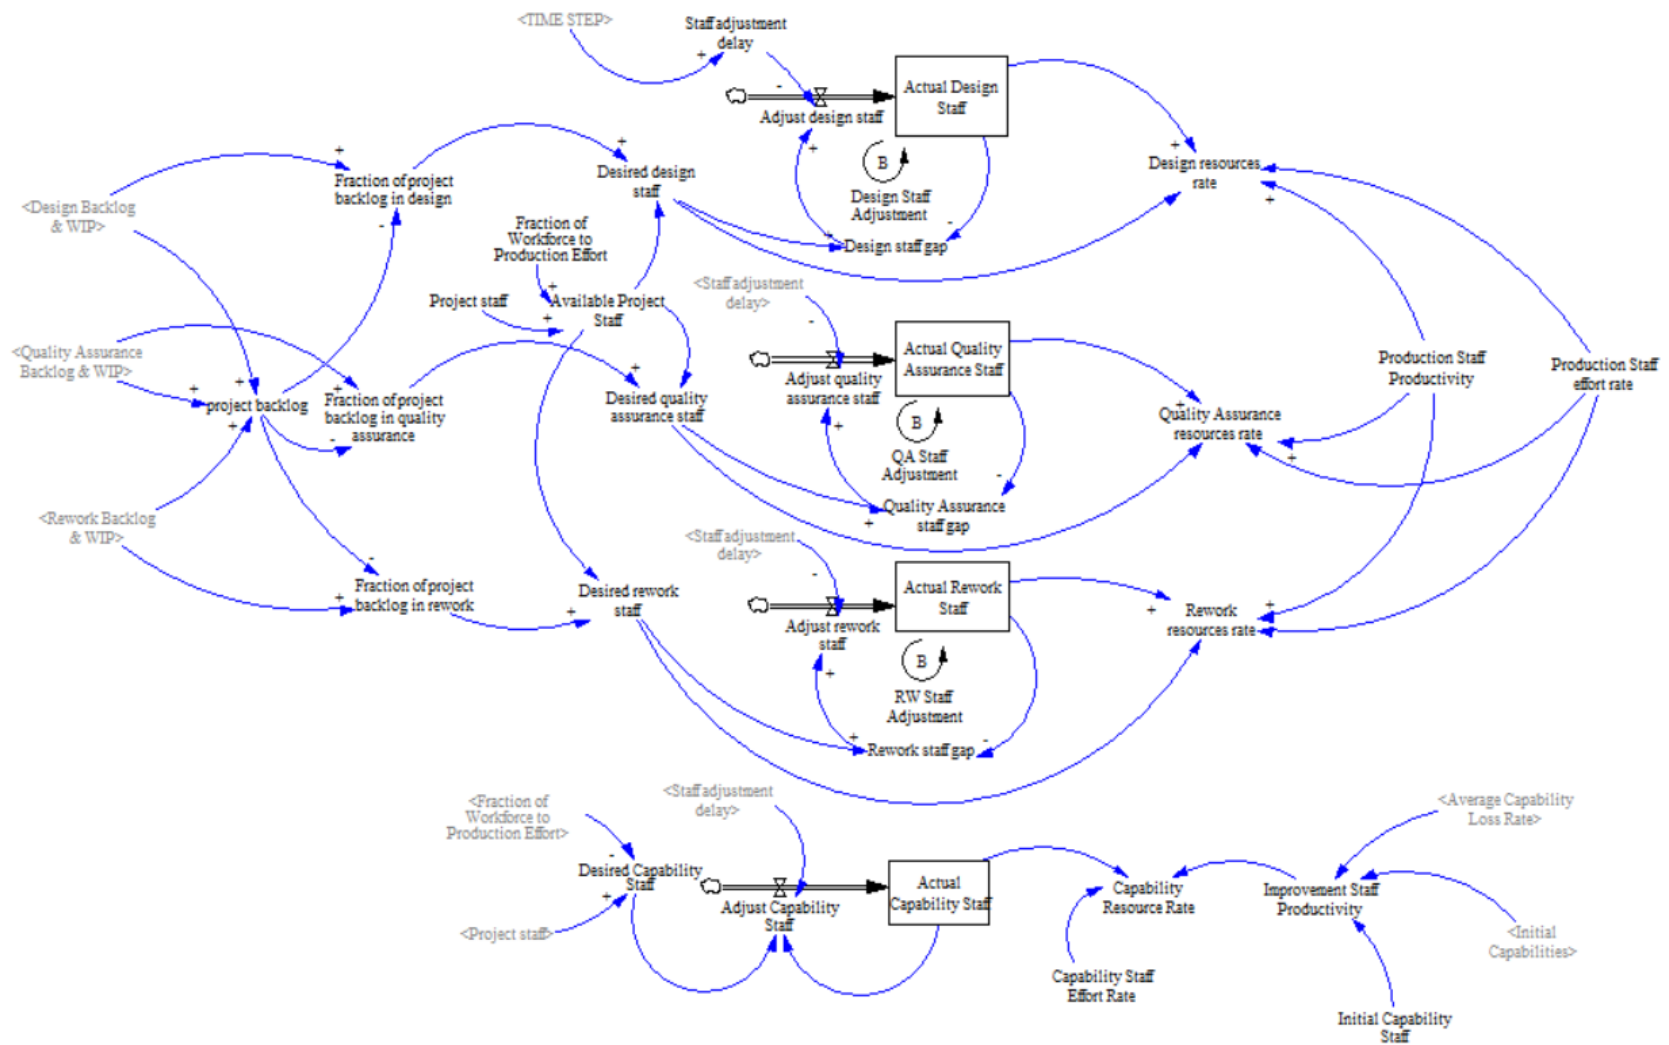 <TIME STEP>
Staff adjustment
delay
+
-
Adjust design staff
Actual Design
Staff
+
B
Design Staff
Adjustment
-
+
Design staff gap
+
Design resources
rate
+
<Design Backlog
& WIP>
+
Fraction of project
backlog in design
-
+
Desired design
staff
Fraction of
Workforce to
Production Effort
+
Project staff
+
Available Project
Staff
<Staff adjustment
delay>
-
Adjust quality
assurance staff
Actual Quality
Assurance Staff
+
B
QA Staff
Adjustment
-
+
Quality Assurance
staff gap
+
Quality Assurance
resources rate
+
Production Staff
Productivity
Production Staff
effort rate
<Quality Assurance
Backlog & WIP>
+
+
project backlog
+
+
Fraction of project
backlog in quality
assurance
-
+
Desired quality
assurance staff
<Rework Backlog
& WIP>
-
+
Fraction of project
backlog in rework
+
Desired rework
staff
<Staff adjustment
delay>
-
Adjust rework
staff
Actual Rework
Staff
+
B
RW Staff
Adjustment
+
-
Rework staff gap
+
+
Rework
resources rate
<Fraction of
Workforce to
Production Effort>
-
Desired Capability
Staff
+
<Project staff>
<Staff adjustment
delay>
Adjust Capability
Staff
Actual
Capability Staff
Capability
Resource Rate
Capability Staff
Effort Rate
Improvement Staff
Productivity
<Average Capability
Loss Rate>
<Initial
Capabilities>
Initial Capability
Staff